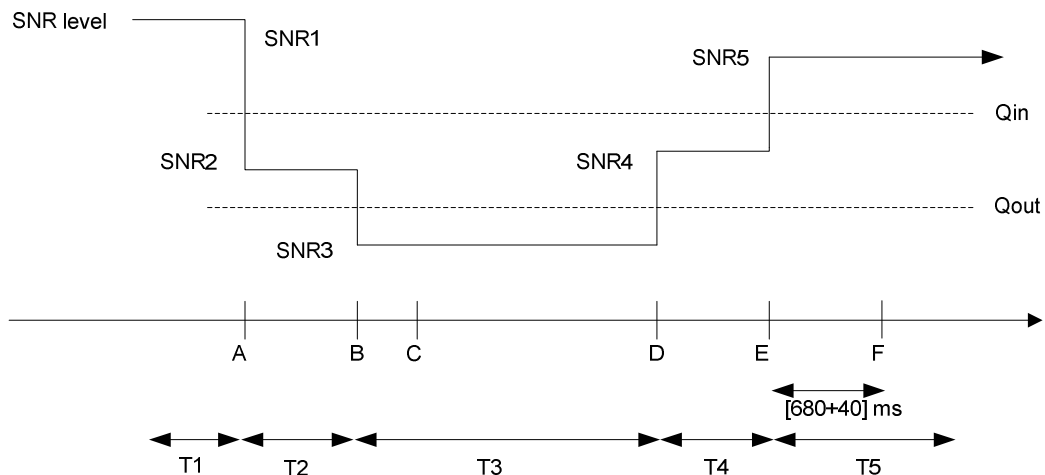 SNR level
SNR1
SNR5
Qin
SNR2
SNR4
Qout
SNR3
A
B
C
D
E
F
[680+40] ms
T1
T2
T3
T4
T5